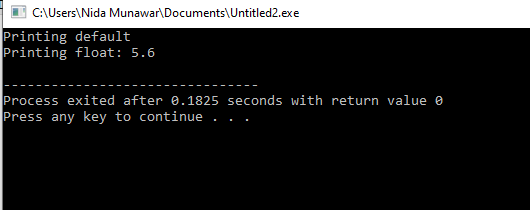 C:\Users\Nida Munawar\Documents\Untitled2.exe
Printing default
Printing float: 5.6
--------------------------------
Process exited after 0.1825 seconds with return value 0
Press any key to continue . . .